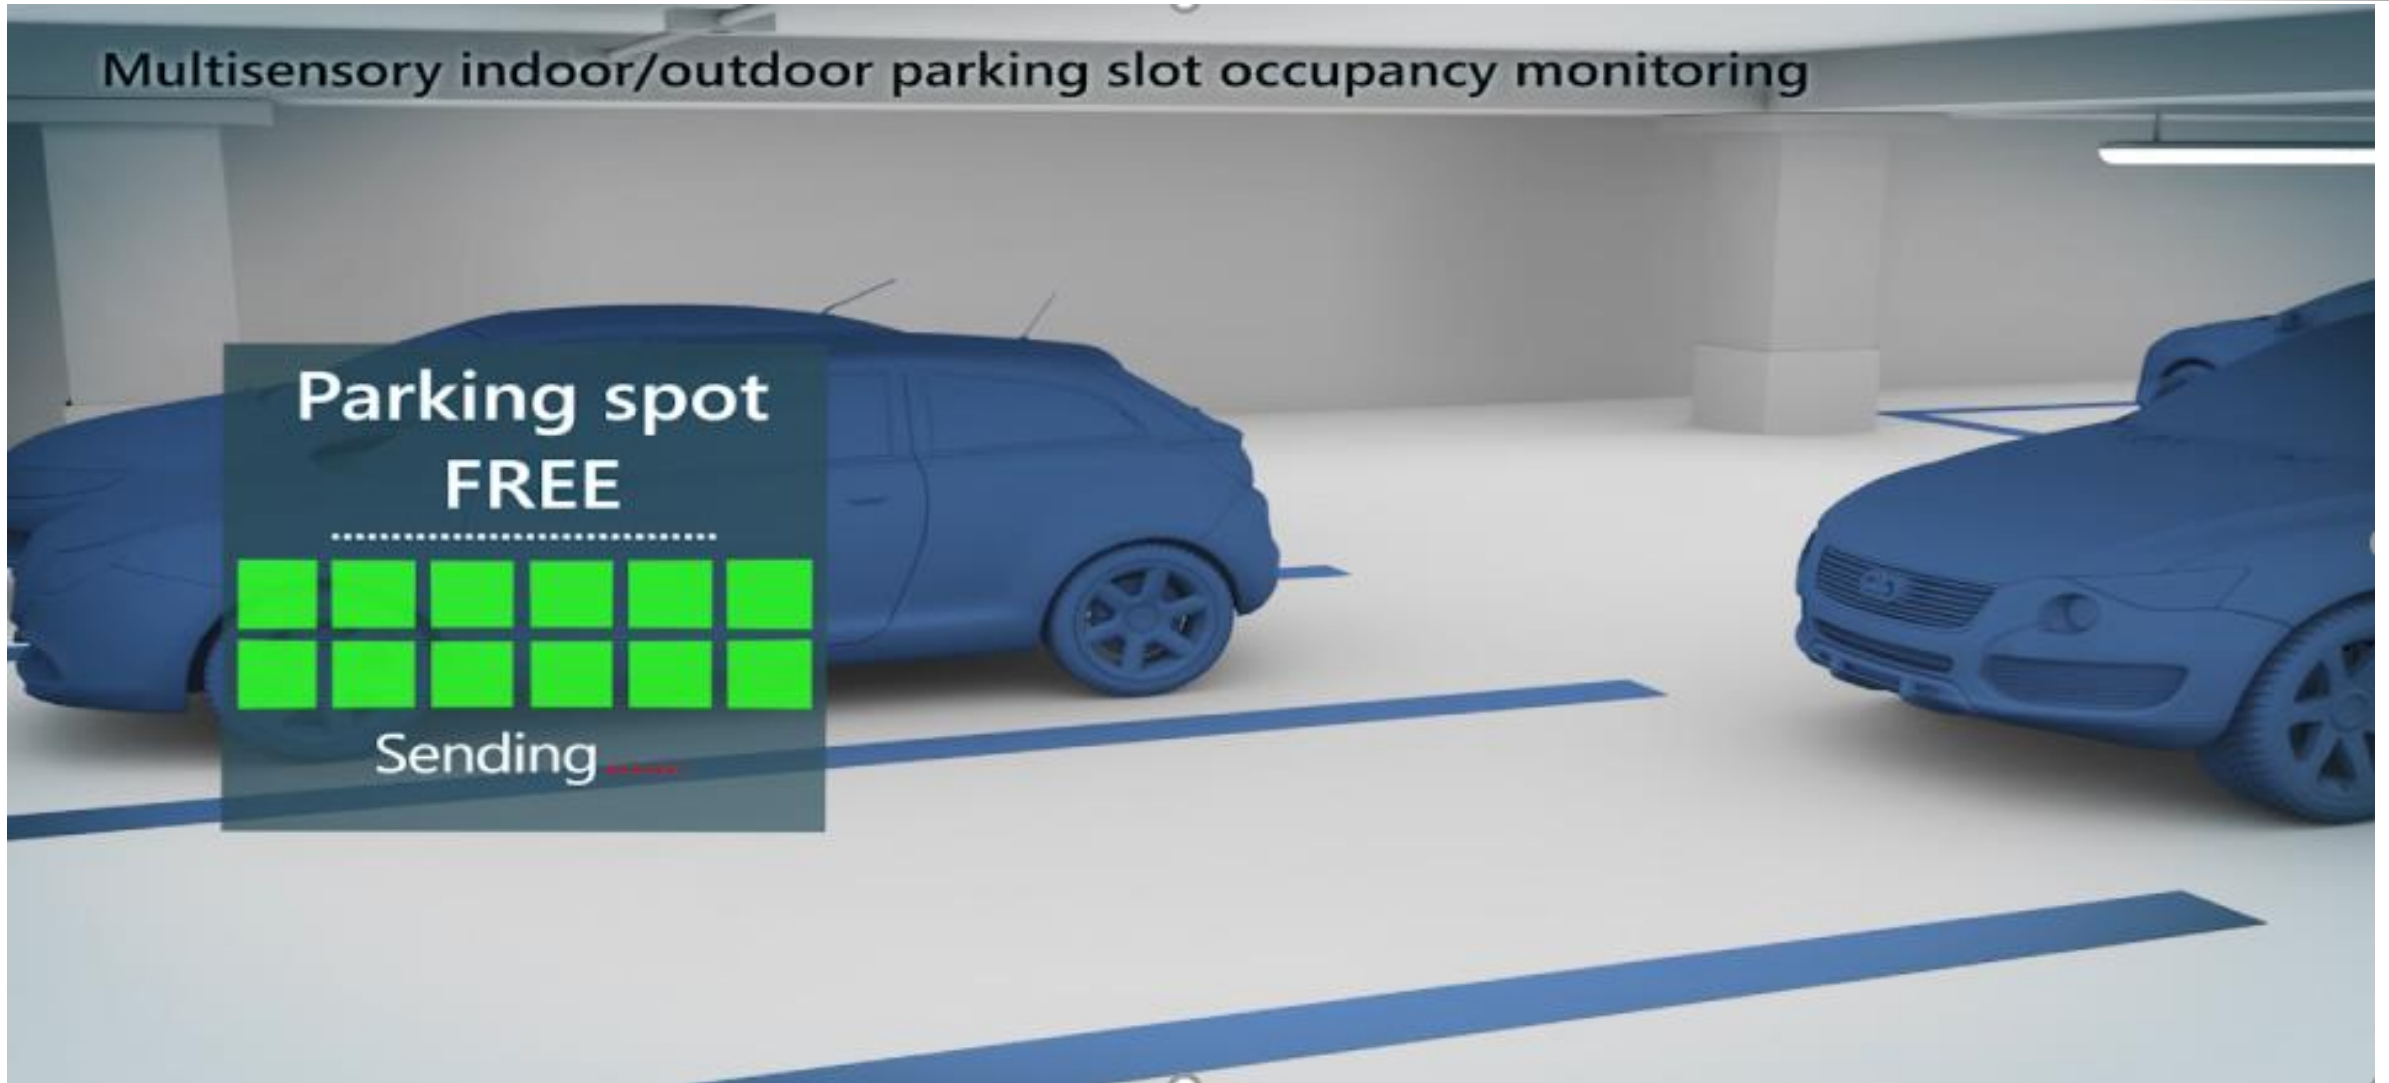 Multisensory indoor/outdoor parking slot occupancy monitoring
Parking spot
FREE
Sending......